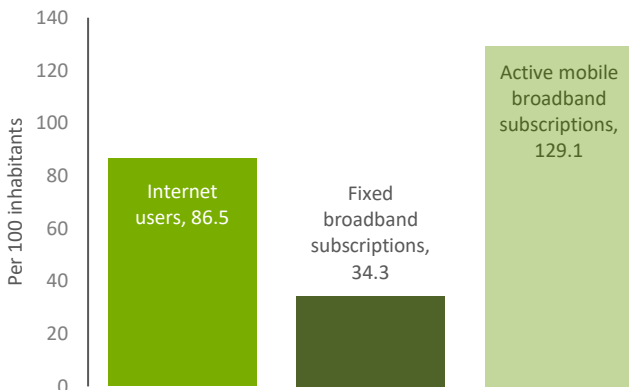 140
120
100
80
60
40
20
0
Per 100 inhabitants
Internet
users, 86.5
Fixed
broadband
subscriptions,
34.3
Active mobile
broadband
subscriptions,
129.1